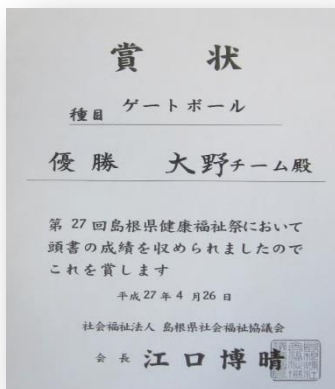 賞状
種目 ゲートボール
優勝 大野チーム殿
第27回島根県健康福祉祭において
頭書の成績を収められましたので
これを賞します
平成27年4月26日
社会福祉法人 島根県社会福祉協議会
会長 江口博晴